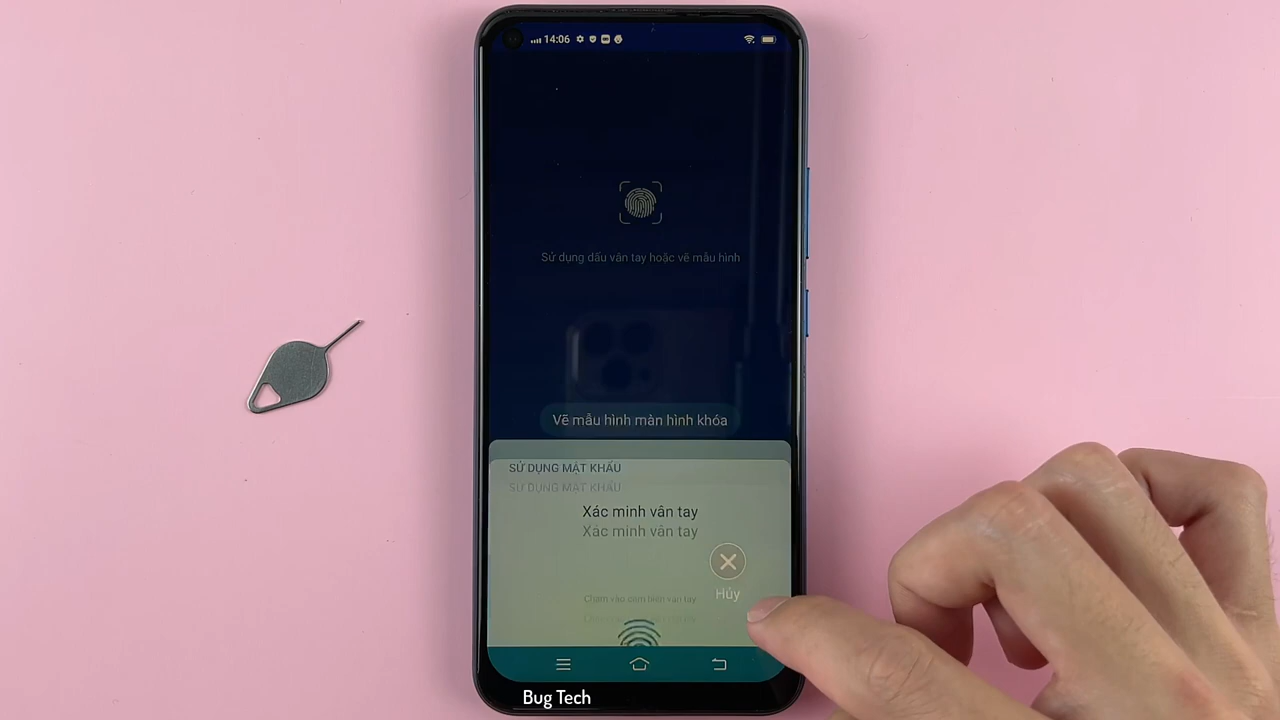 14:06
Sử dụng dấu vân tay hoặc vẽ mẫu hình
Vẽ mẫu hình màn hình khóa
SỬ DỤNG MẬT KHẨU
SỬ DỤNG MẬT KHẨU
Xác minh vân tay
Xác minh vân tay
Hủy
Chạm vào cảm biến vân tay
Bug Tech